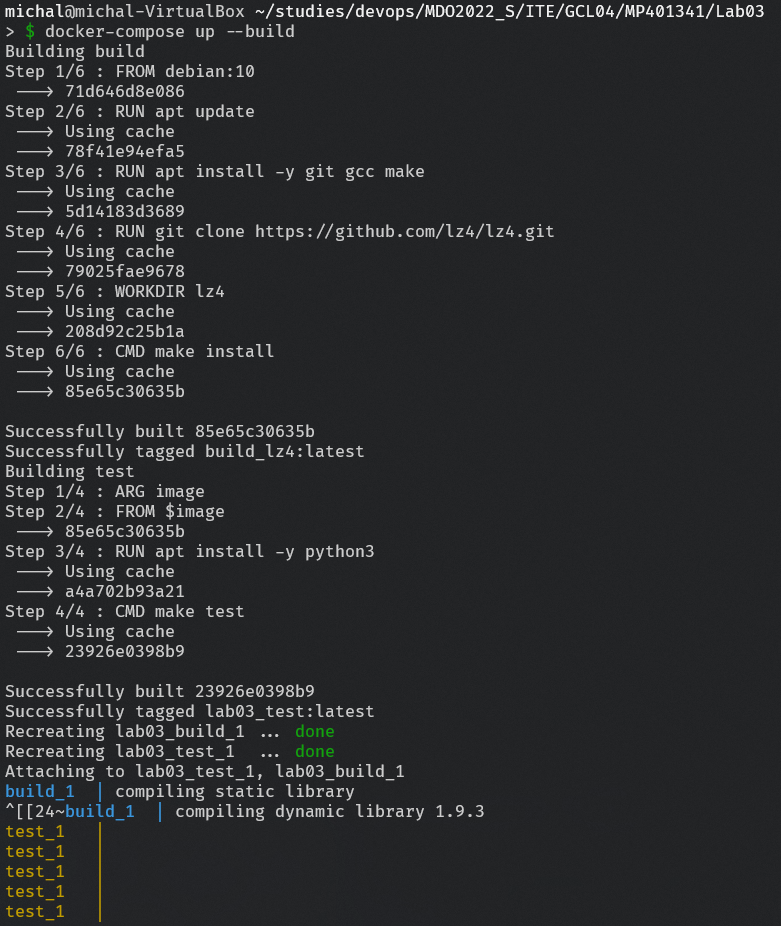 michal@michal-VirtualBox ~/studies/devops/MDO2022_S/ITE/GCL04/MP401341/Lab03
> $ docker-compose up --build
Building build
Step 1/6 : FROM debian:10
 ---> 71d646d8e086
Step 2/6 : RUN apt update
 ---> Using cache
 ---> 78f41e94efa5
Step 3/6 : RUN apt install -y git gcc make
 ---> Using cache
 ---> 5d14183d3689
Step 4/6 : RUN git clone https://github.com/lz4/lz4.git
 ---> Using cache
 ---> 79025fae9678
Step 5/6 : WORKDIR lz4
 ---> Using cache
 ---> 208d92c25b1a
Step 6/6 : CMD make install
 ---> Using cache
 ---> 85e65c30635b

Successfully built 85e65c30635b
Successfully tagged build_lz4:latest
Building test
Step 1/4 : ARG image
Step 2/4 : FROM $image
 ---> 85e65c30635b
Step 3/4 : RUN apt install -y python3
 ---> Using cache
 ---> a4a702b93a21
Step 4/4 : CMD make test
 ---> Using cache
 ---> 23926e0398b9

Successfully built 23926e0398b9
Successfully tagged lab03_test:latest
Recreating lab03_build_1 ... done
Recreating lab03_test_1  ... done
Attaching to lab03_test_1, lab03_build_1
build_1  | compiling static library
^[[24~build_1  | compiling dynamic library 1.9.3
test_1   |
test_1   |
test_1   |
test_1   |
test_1   |